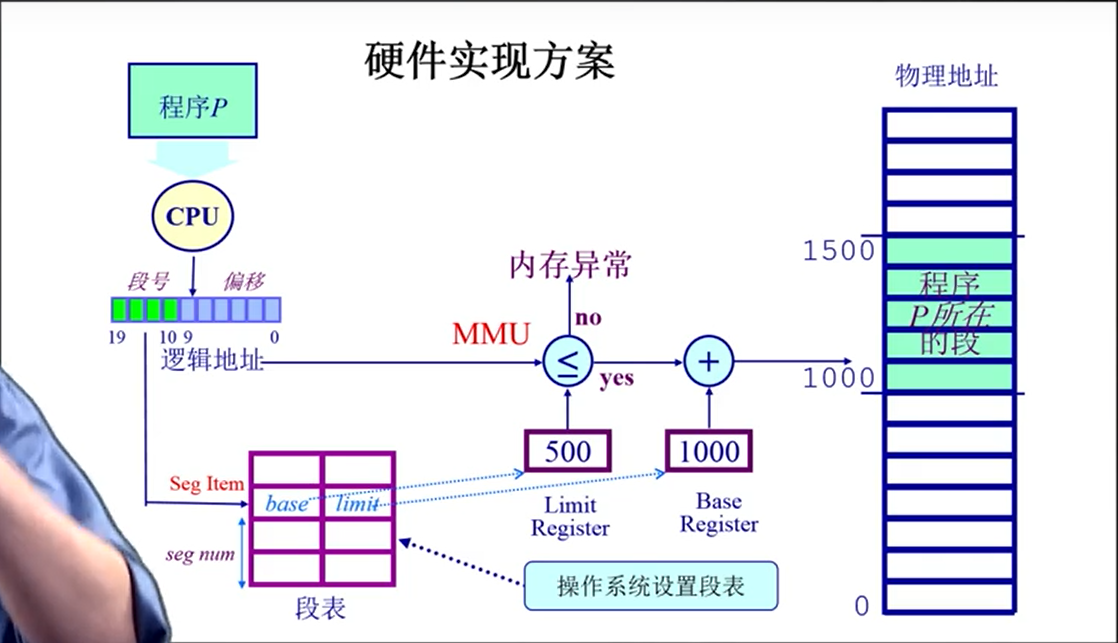 硬件实现方案
物理地址
程序P
CPU
段号 偏移
19 10 9 0
逻辑地址
MMU
内存异常
no
≤
yes
+
500
1000
Limit
Register
Base
Register
1500
程序
P所在
的段
1000
0
Seg Item
base limit
seg num
段表
操作系统设置段表